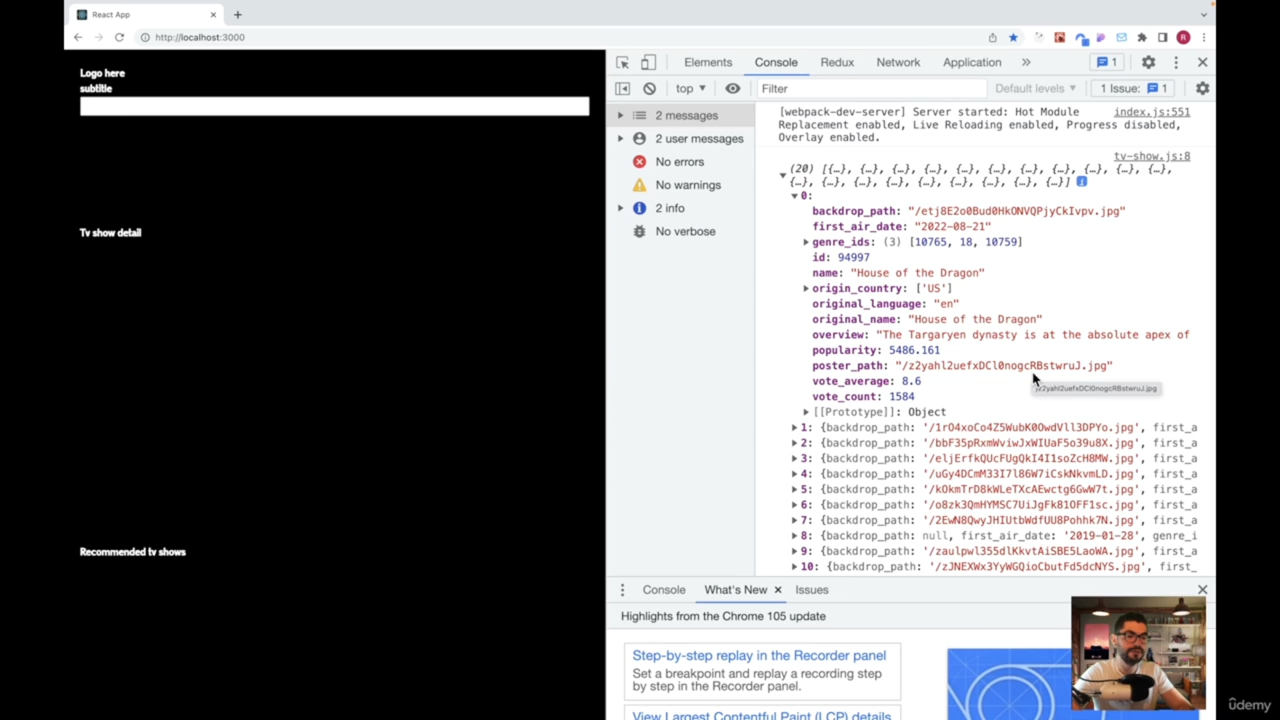 React App
http://localhost:3000
Logo here
subtitle
Tv show detail
Recommended tv shows
Elements Console Redux Network Application » 1
top ▼ Filter Default levels ▼ 1 Issue: 1
2 messages
2 user messages
No errors
No warnings
2 info
No verbose
[webpack-dev-server] Server started: Hot Module index.js:551
Replacement enabled, Live Reloading enabled, Progress disabled,
Overlay enabled.
tv-show.js:8
(20) [{…}, {…}, {…}, {…}, {…}, {…}, {…}, {…}, {…}, {…}, {…},
{…}, {…}, {…}, {…}, {…}, {…}, {…}, {…}, {…}]
0:
backdrop_path: "/etj8E2o0Bud0HkONVQPjyCkIvpv.jpg"
first_air_date: "2022-08-21"
genre_ids: (3) [10765, 18, 10759]
id: 94997
name: "House of the Dragon"
origin_country: ['US']
original_language: "en"
original_name: "House of the Dragon"
overview: "The Targaryen dynasty is at the absolute apex of
popularity: 5486.161
poster_path: "/z2yahl2uefxDCl0nogcRBstwruJ.jpg"
/z2yahl2uefxDCl0nogcRBstwruJ.jpg
vote_average: 8.6
vote_count: 1584
[[Prototype]]: Object
1: {backdrop_path: '/1rO4xoCo4Z5WubK0OwdVll3DPYo.jpg', first_a
2: {backdrop_path: '/bbF35pRxmWviwJxWIUaF5o39u8X.jpg', first_a
3: {backdrop_path: '/eljErfkQUcFUgQkI4I1soZcH8MW.jpg', first_a
4: {backdrop_path: '/uGy4DCmM33I7l86W7iCskNkvmLD.jpg', first_a
5: {backdrop_path: '/kOkmTrD8kWLeTXcAEwctg6GwW7t.jpg', first_a
6: {backdrop_path: '/o8zk3QmHYMSC7UiJgFk81OFF1sc.jpg', first_a
7: {backdrop_path: '/2EwN8QwyJHIUtbWdfUU8Pohhk7N.jpg', first_a
8: {backdrop_path: null, first_air_date: '2019-01-28', genre_i
9: {backdrop_path: '/zaulpwl355dlKkvtAiSBE5LaoWA.jpg', first_a
10: {backdrop_path: '/zJNEXWx3YyWGQioCbutFd5dcNYS.jpg', first_
Console What's New Issues
Highlights from the Chrome 105 update
Step-by-step replay in the Recorder panel
Set a breakpoint and replay a recording step
by step in the Recorder panel.
View Largest Contentful Paint (LCP) details
ûdemy